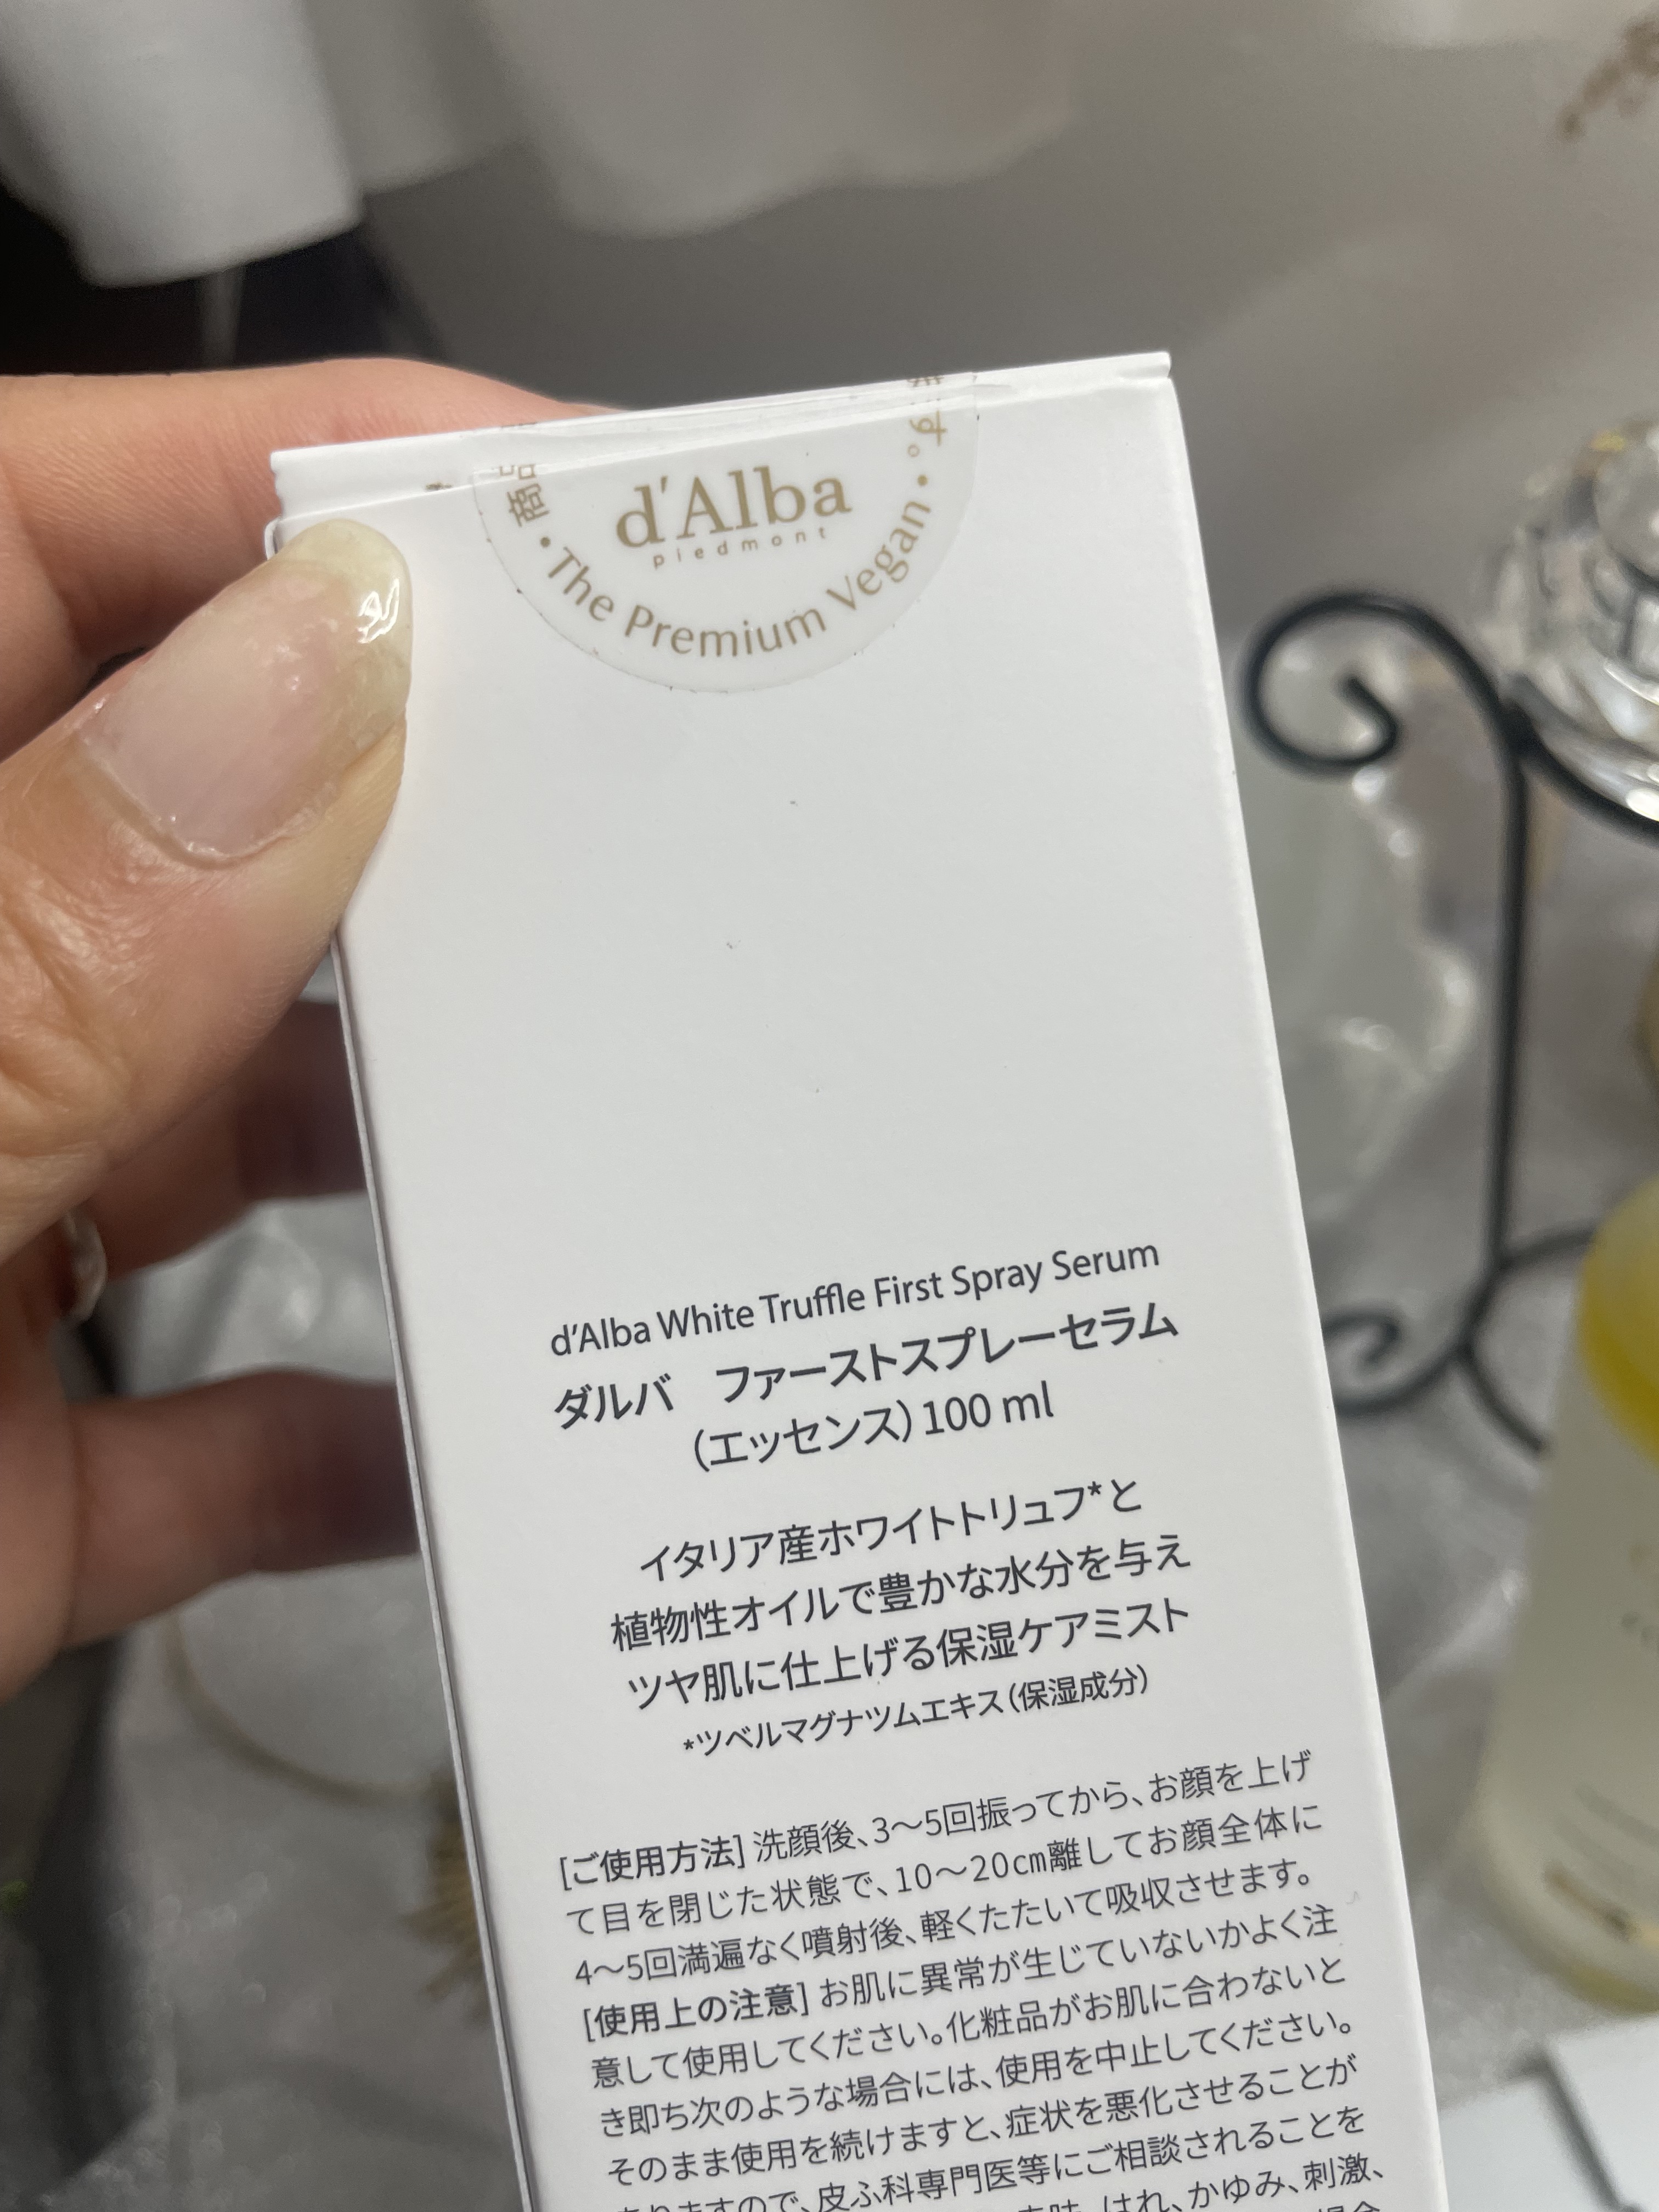 商品
す。
d'Alba
piedmont
• The Premium Vegan •
d'Alba White Truffle First Spray Serum
ダルバ　ファーストスプレーセラム
(エッセンス)100 ml
イタリア産ホワイトトリュフ*と
植物性オイルで豊かな水分を与え
ツヤ肌に仕上げる保湿ケアミスト
*ツベルマグナツムエキス(保湿成分)
[ご使用方法] 洗顔後、3〜5回振ってから、お顔を上げ
て目を閉じた状態で、10〜20㎝離してお顔全体に
4〜5回満遍なく噴射後、軽くたたいて吸収させます。
[使用上の注意] お肌に異常が生じていないかよく注
意して使用してください。化粧品がお肌に合わないと
き即ち次のような場合には、使用を中止してください。
そのまま使用を続けますと、症状を悪化させることが
ありますので、皮ふ科専門医等にご相談されることを
はれ、かゆみ、刺激、
場合